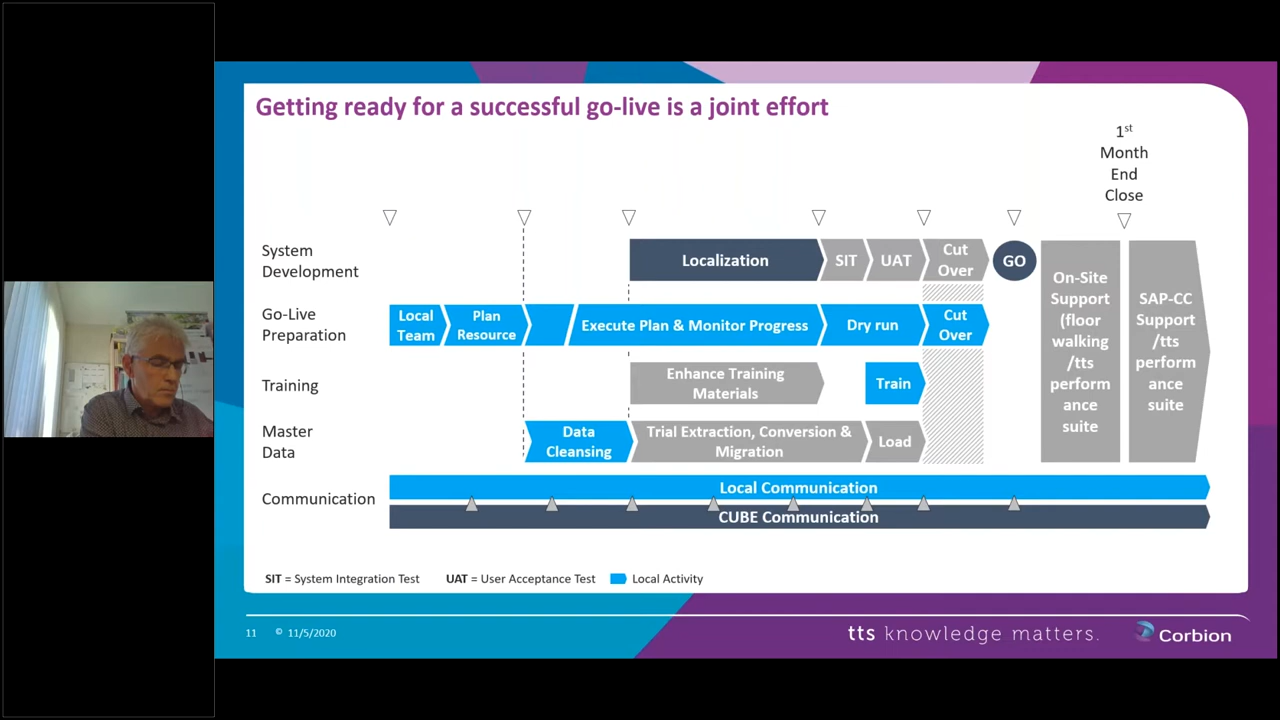 Getting ready for a successful go-live is a joint effort
1st
Month
End
Close
System
Development
Localization
SIT
UAT
Cut
Over
GO
On-Site
Support
(floor
walking
/tts
perform
ance
suite
SAP-CC
Support
/tts
perform
ance
suite
Go-Live
Preparation
Local
Team
Plan
Resource
Execute Plan & Monitor Progress
Dry run
Cut
Over
Training
Enhance Training
Materials
Train
Master
Data
Data
Cleansing
Trial Extraction, Conversion &
Migration
Load
Communication
Local Communication
CUBE Communication
SIT = System Integration Test
UAT = User Acceptance Test
Local Activity
11 © 11/5/2020
tts knowledge matters.
Corbion